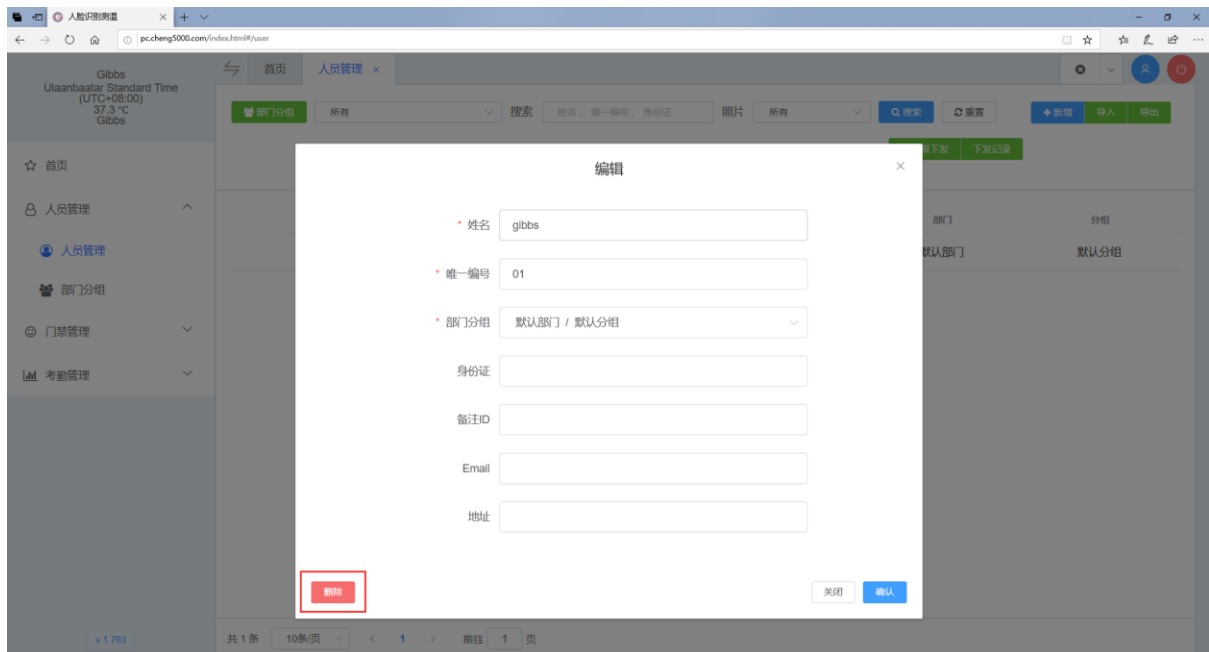 人脸识别测温
pc.cheng5000.com/index.html#/user
Gibbs
Ulaanbaatar Standard Time
(UTC+08:00)
37.3 ℃
Gibbs
首页
人员管理
人员管理
部门分组
门禁管理
考勤管理
v 1.763
首页 人员管理 ×
部门分组 所有 搜索 姓名、唯一编号、身份证 照片 所有 搜索 重置 新增 导入 导出
下发 下发记录
部门 分组
默认部门 默认分组
编辑
* 姓名 gibbs
* 唯一编号 01
* 部门分组 默认部门 / 默认分组
身份证
备注ID
Email
地址
删除 关闭 确认
共 1 条 10条/页 < 1 > 前往 1 页